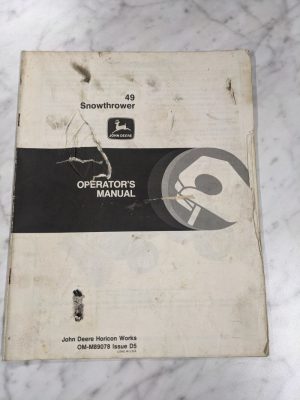 49
Snowthrower
JOHN DEERE
OPERATOR'S
MANUAL
John Deere Horicon Works
OM-M89078 Issue D5